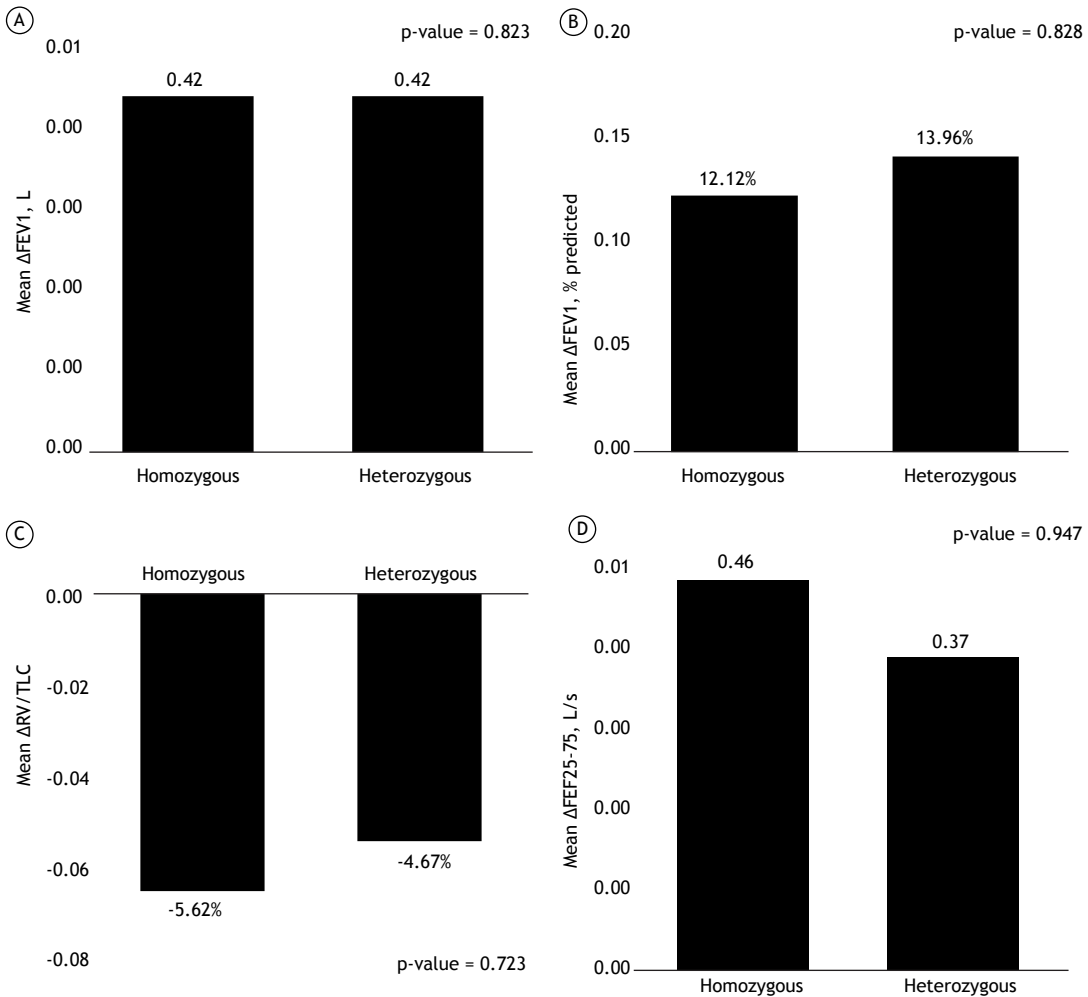 A
p-value = 0.823
0.01
0.00
0.00
0.00
0.00
0.00
Mean ΔFEV1, L
0.42
0.42
Homozygous
Heterozygous
B
p-value = 0.828
0.20
0.15
0.10
0.05
0.00
Mean ΔFEV1, % predicted
12.12%
13.96%
Homozygous
Heterozygous
C
Homozygous
Heterozygous
0.00
-0.02
-0.04
-0.06
-0.08
Mean ΔRV/TLC
-5.62%
-4.67%
p-value = 0.723
D
p-value = 0.947
0.01
0.00
0.00
0.00
0.00
0.00
Mean ΔFEF25-75, L/s
0.46
0.37
Homozygous
Heterozygous